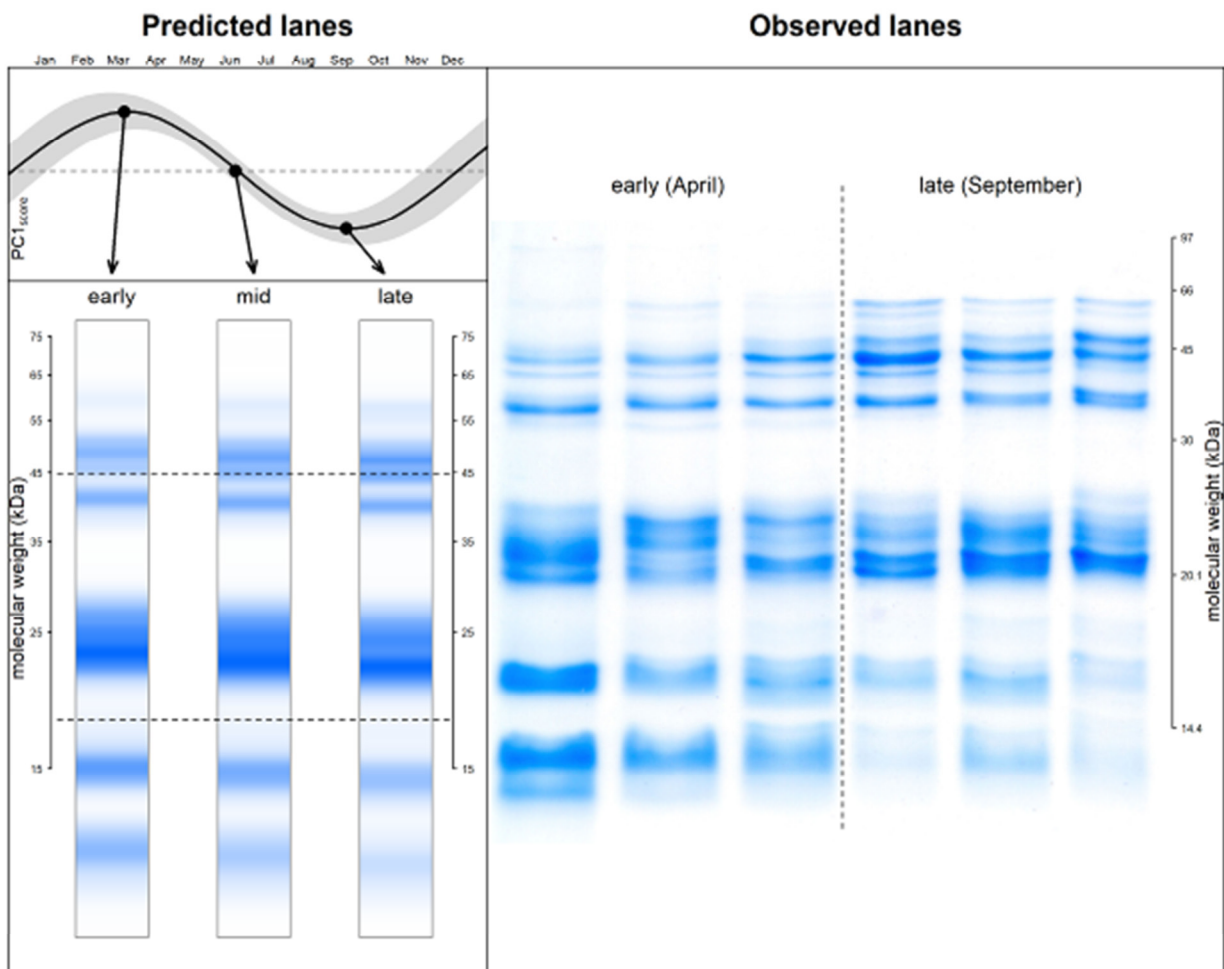 Predicted lanes
Jan Feb Mar Apr May Jun Jul Aug Sep Oct Nov Dec
PC1score
early mid late
75
65
55
45
35
25
15
molecular weight (kDa)
75
65
55
45
35
25
15
Observed lanes
early (April) late (September)
97
66
45
30
20.1
14.4
molecular weight (kDa)